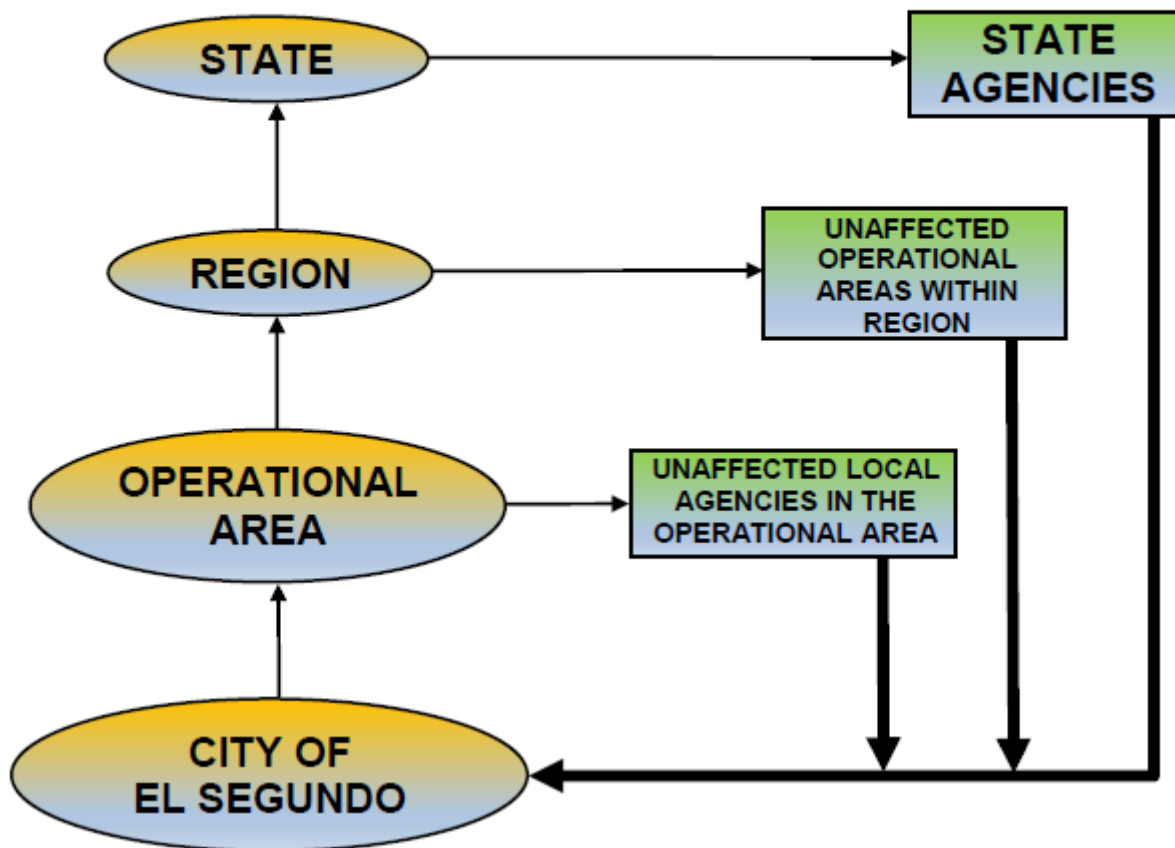 STATE
STATE
AGENCIES
REGION
UNAFFECTED
OPERATIONAL
AREAS WITHIN
REGION
OPERATIONAL
AREA
UNAFFECTED LOCAL
AGENCIES IN THE
OPERATIONAL AREA
CITY OF
EL SEGUNDO